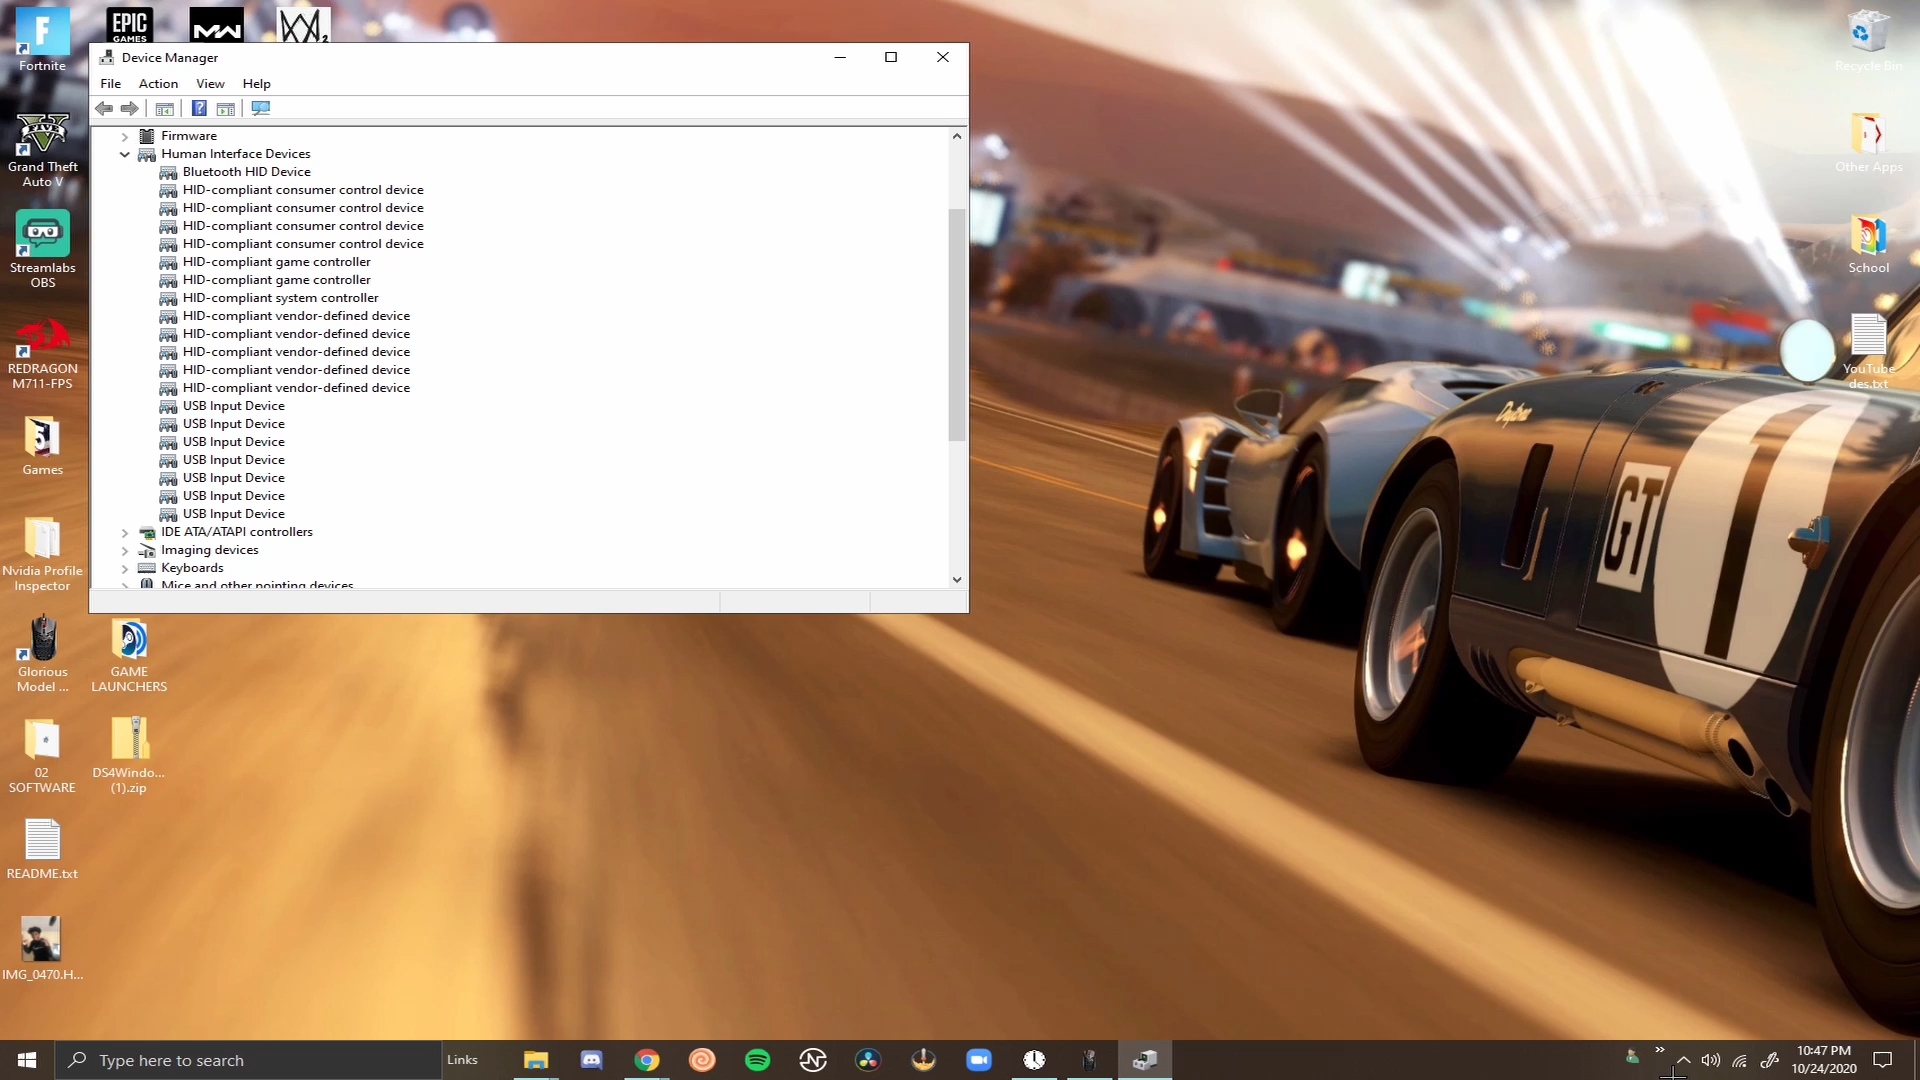 Fortnite
EPIC
GAMES
MW
2
Recycle Bin
Device Manager
File
Action
View
Help
Firmware
Human Interface Devices
Bluetooth HID Device
HID-compliant consumer control device
HID-compliant consumer control device
HID-compliant consumer control device
HID-compliant consumer control device
HID-compliant game controller
HID-compliant game controller
HID-compliant system controller
HID-compliant vendor-defined device
HID-compliant vendor-defined device
HID-compliant vendor-defined device
HID-compliant vendor-defined device
HID-compliant vendor-defined device
USB Input Device
USB Input Device
USB Input Device
USB Input Device
USB Input Device
USB Input Device
USB Input Device
IDE ATA/ATAPI controllers
Imaging devices
Keyboards
Mice and other pointing devices
FIVE
Grand Theft
Auto V
Streamlabs
OBS
REDRAGON
M711-FPS
Games
Nvidia Profile
Inspector
Glorious
Model ...
GAME
LAUNCHERS
02
SOFTWARE
DS4Windo...
(1).zip
README.txt
IMG_0470.H...
Other Apps
School
YouTube
des.txt
Daytona
GT
Type here to search
Links
10:47 PM
10/24/2020